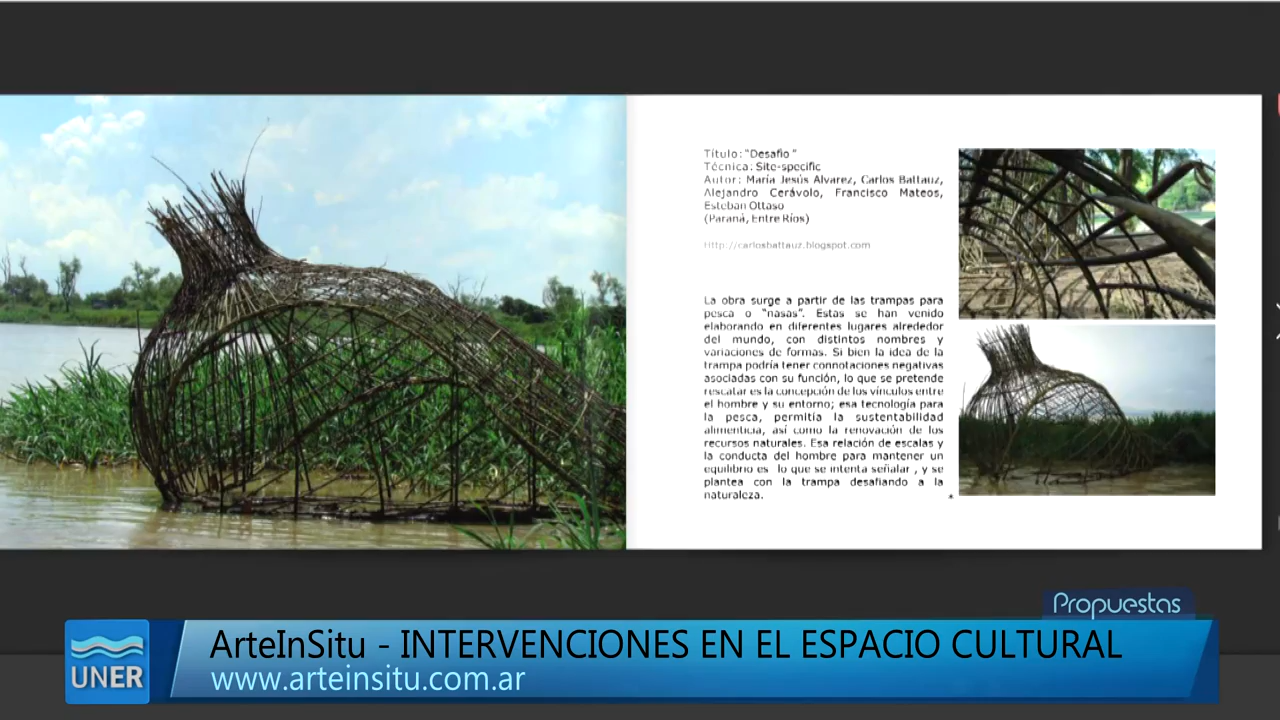 Título: "Desafio "
Técnica: Site-specific
Autor: María Jesús Alvarez, Carlos Battauz,
Alejandro Cerávolo, Francisco Mateos,
Esteban Ottaso
(Paraná, Entre Ríos)
http://carlosbattauz.blogspot.com
La obra surge a partir de las trampas para
pesca o "nasas". Estas se han venido
elaborando en diferentes lugares alrededor
del mundo, con distintos nombres y
variaciones de formas. Si bien la idea de la
trampa podría tener connotaciones negativas
asociadas con su función, lo que se pretende
rescatar es la concepción de los vínculos entre
el hombre y su entorno; esa tecnología para
la pesca, permitía la sustentabilidad
alimenticia, así como la renovación de los
recursos naturales. Esa relación de escalas y
la conducta del hombre para mantener un
equilibrio es lo que se intenta señalar , y se
plantea con la trampa desafiando a la
naturaleza.
*
Propuestas
UNER
ArteInSitu - INTERVENCIONES EN EL ESPACIO CULTURAL
www.arteinsitu.com.ar